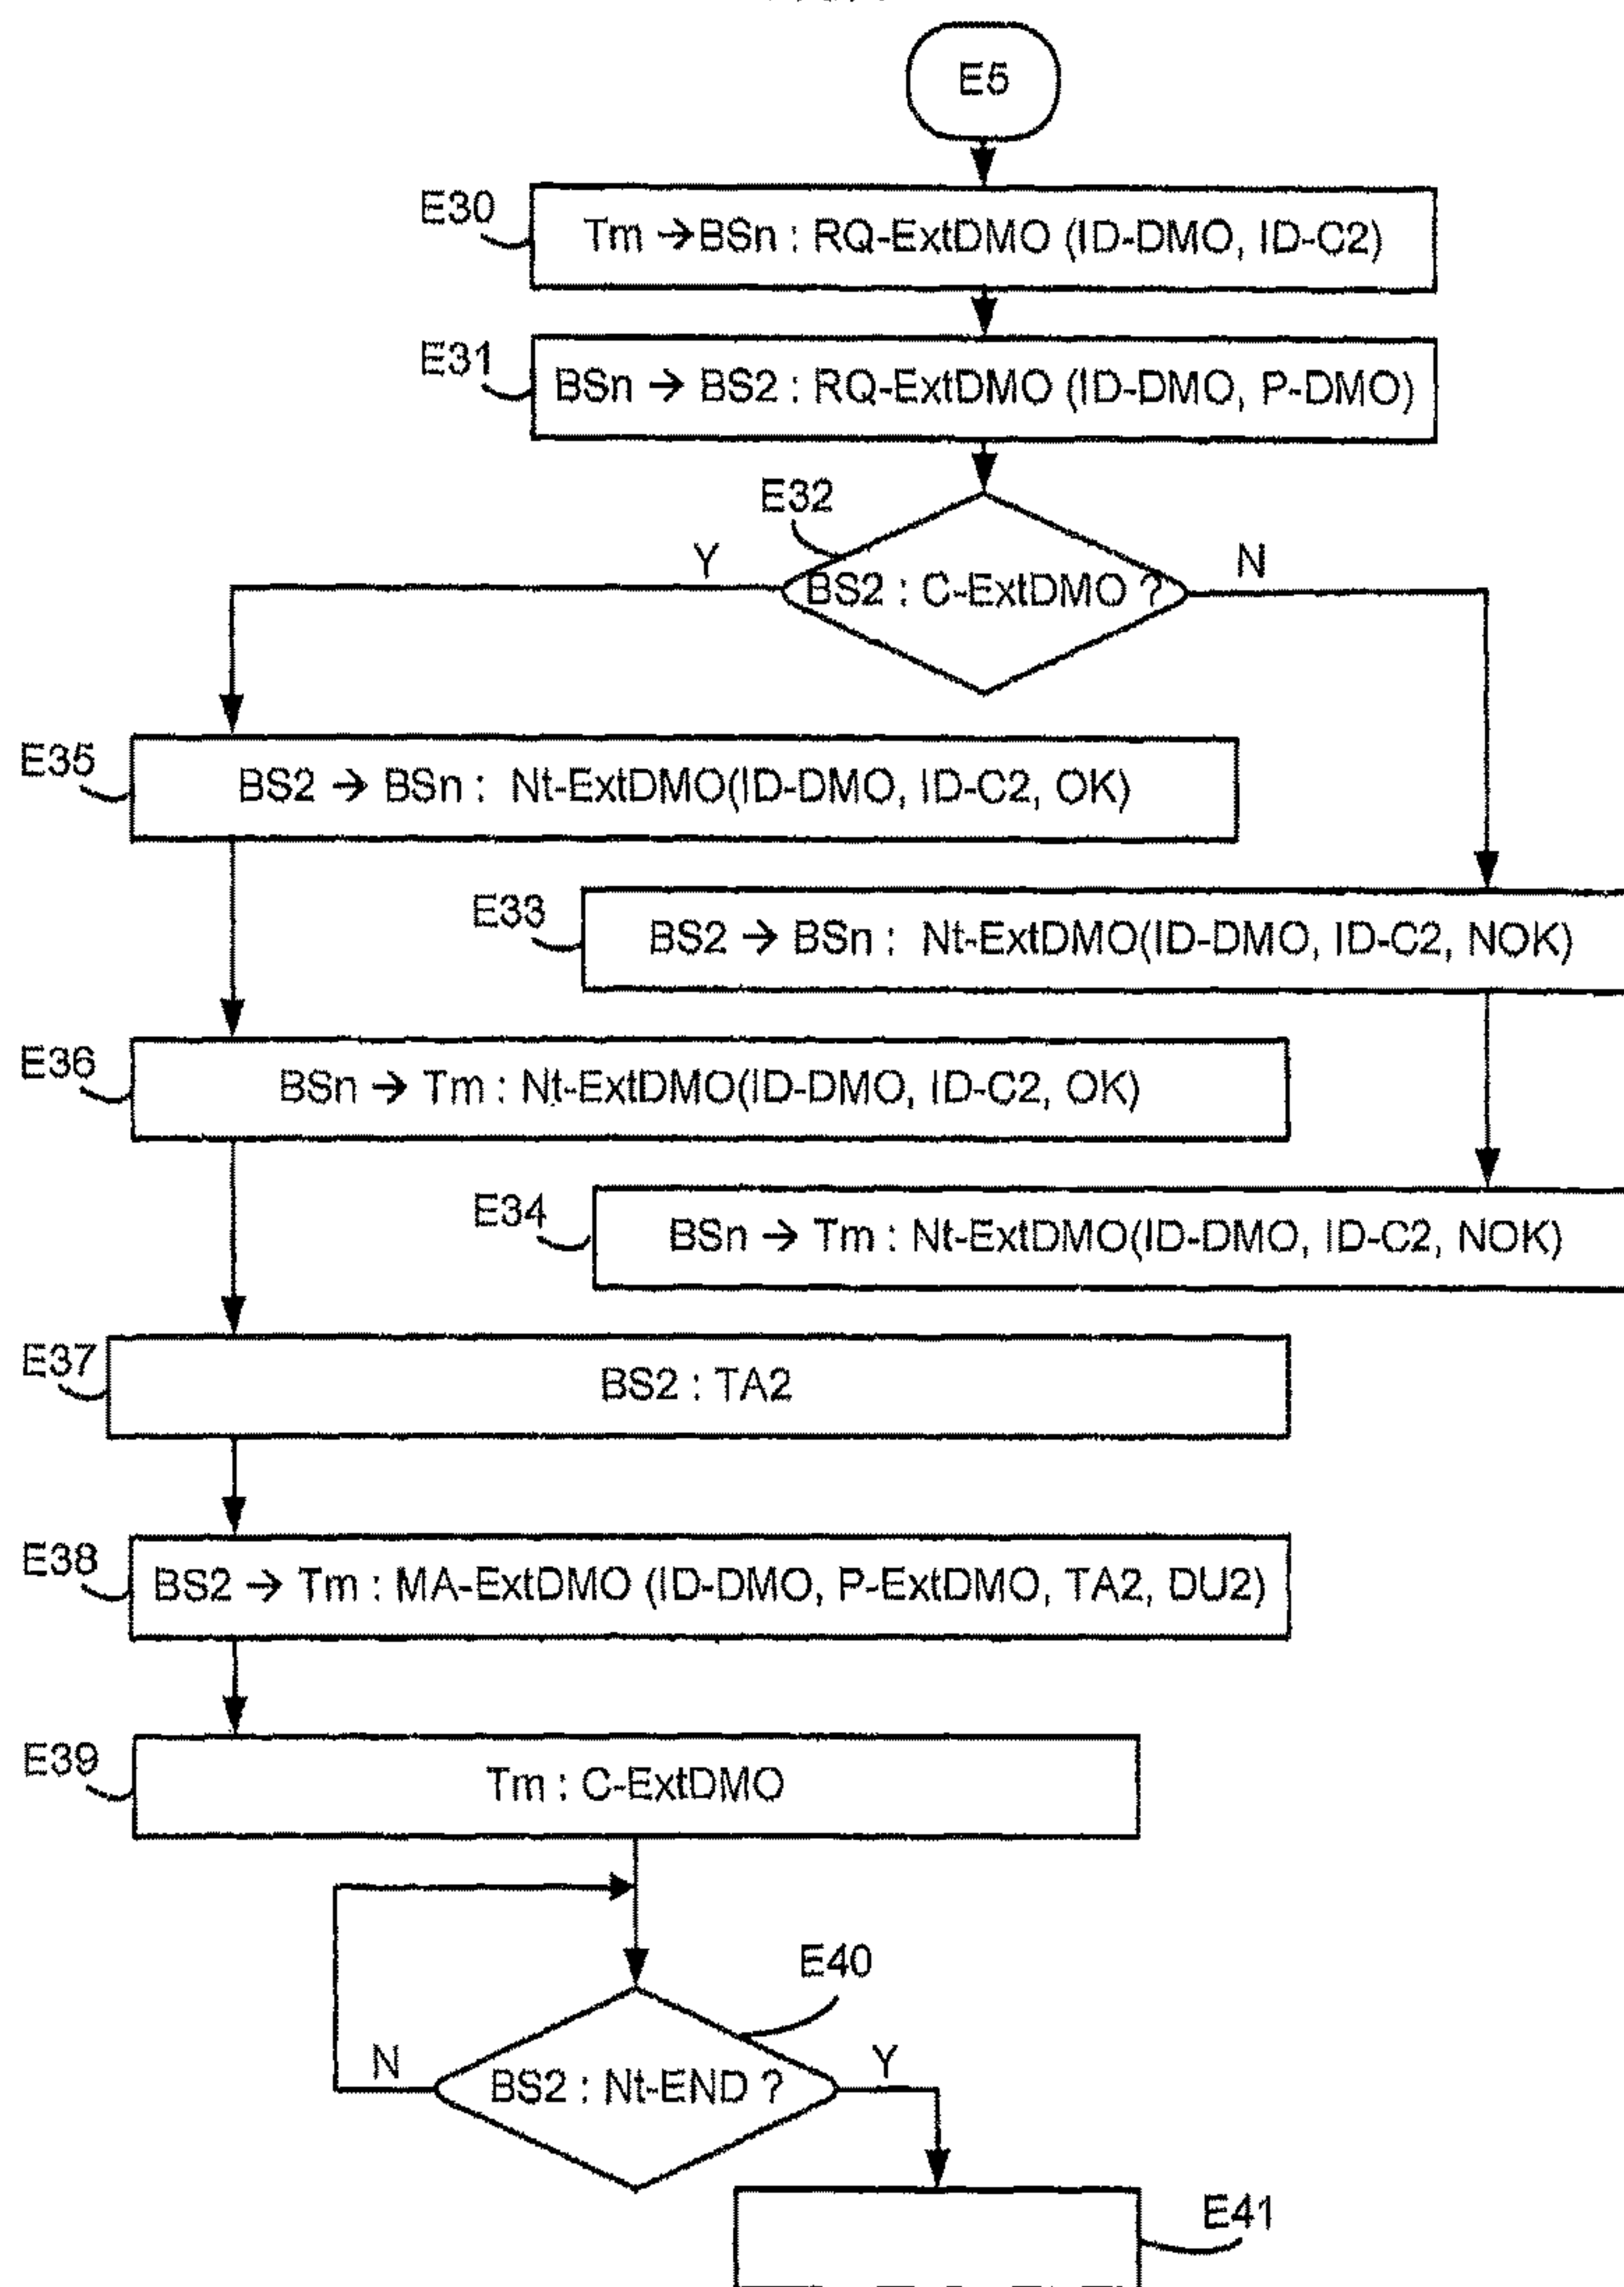 E5
E30
Tm → BSn : RQ-ExtDMO (ID-DMO, ID-C2)
E31
BSn → BS2 : RQ-ExtDMO (ID-DMO, P-DMO)
E32
Y
BS2 : C-ExtDMO ?
N
E35
BS2 → BSn : Nt-ExtDMO(ID-DMO, ID-C2, OK)
E33
BS2 → BSn : Nt-ExtDMO(ID-DMO, ID-C2, NOK)
E36
BSn → Tm : Nt-ExtDMO(ID-DMO, ID-C2, OK)
E34
BSn → Tm : Nt-ExtDMO(ID-DMO, ID-C2, NOK)
E37
BS2 : TA2
E38
BS2 → Tm : MA-ExtDMO (ID-DMO, P-ExtDMO, TA2, DU2)
E39
Tm : C-ExtDMO
E40
N
BS2 : Nt-END ?
Y
E41